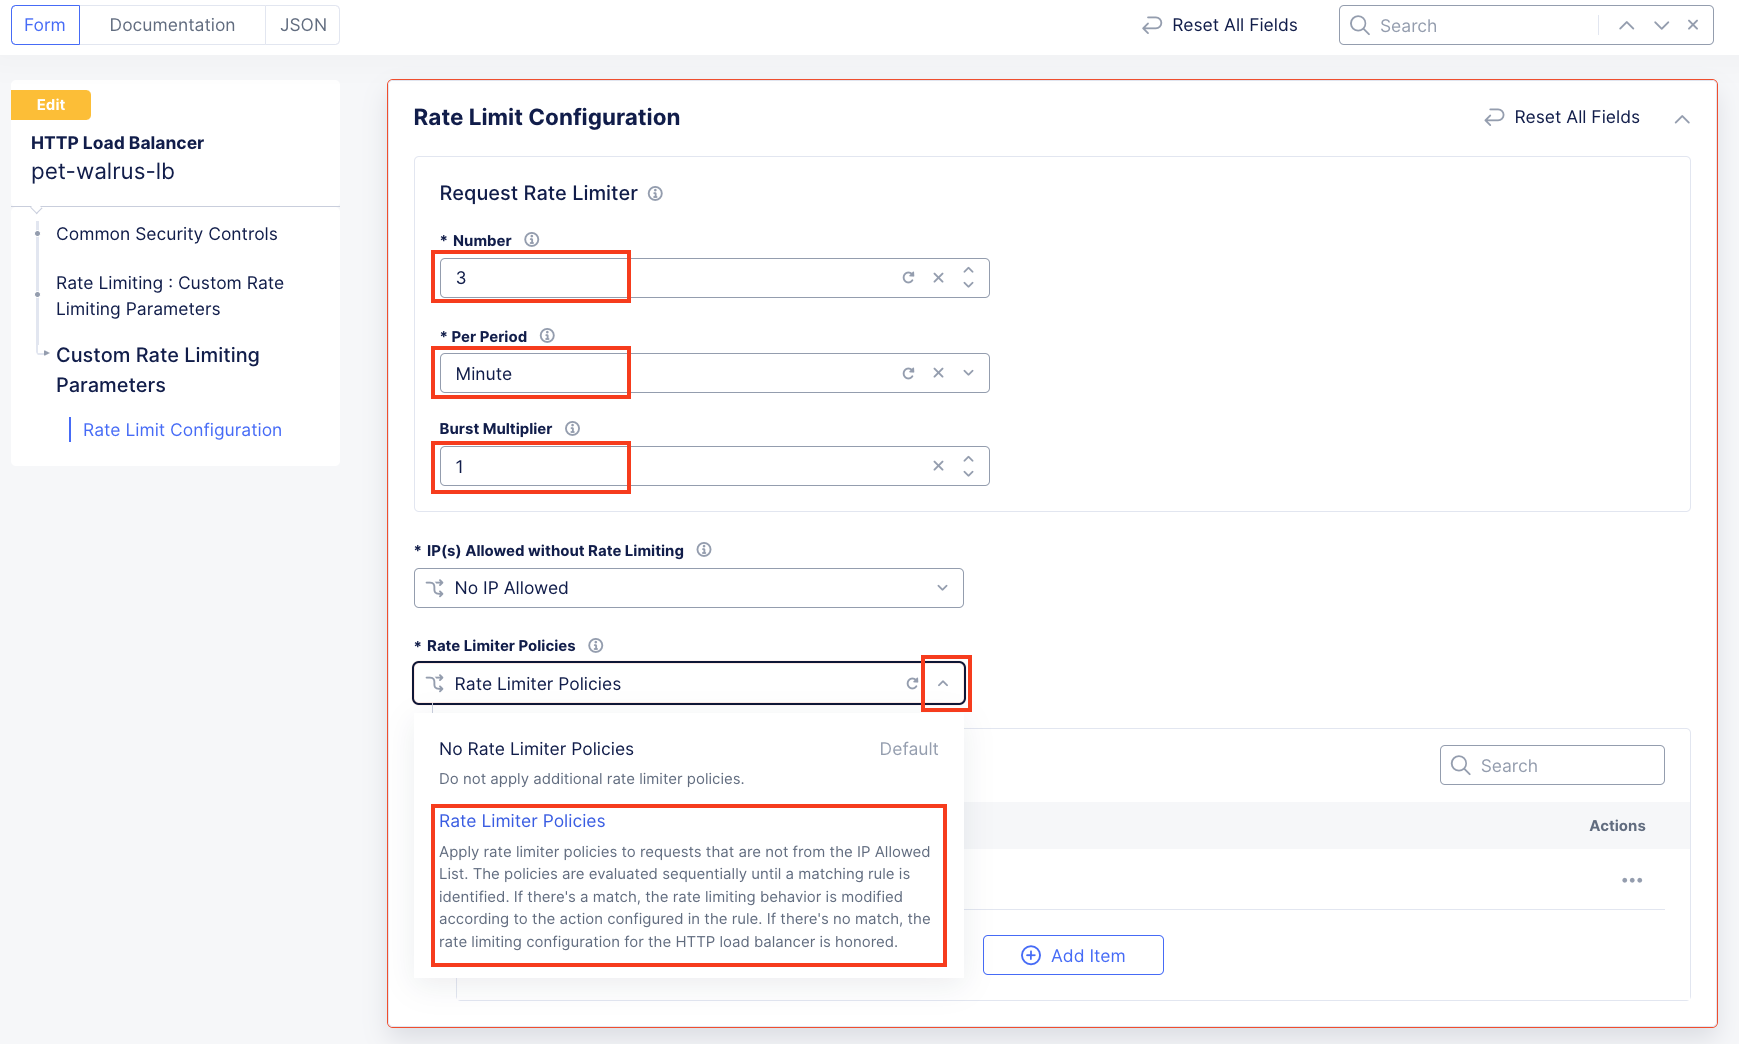 Form
Documentation
JSON
Reset All Fields
Search
Edit
HTTP Load Balancer
pet-walrus-lb
Common Security Controls
Rate Limiting : Custom Rate
Limiting Parameters
Custom Rate Limiting
Parameters
Rate Limit Configuration
Rate Limit Configuration
Reset All Fields
Request Rate Limiter
* Number
3
* Per Period
Minute
Burst Multiplier
1
* IP(s) Allowed without Rate Limiting
No IP Allowed
* Rate Limiter Policies
Rate Limiter Policies
No Rate Limiter Policies
Default
Do not apply additional rate limiter policies.
Rate Limiter Policies
Apply rate limiter policies to requests that are not from the IP Allowed
List. The policies are evaluated sequentially until a matching rule is
identified. If there's a match, the rate limiting behavior is modified
according to the action configured in the rule. If there's no match, the
rate limiting configuration for the HTTP load balancer is honored.
Search
Actions
Add Item